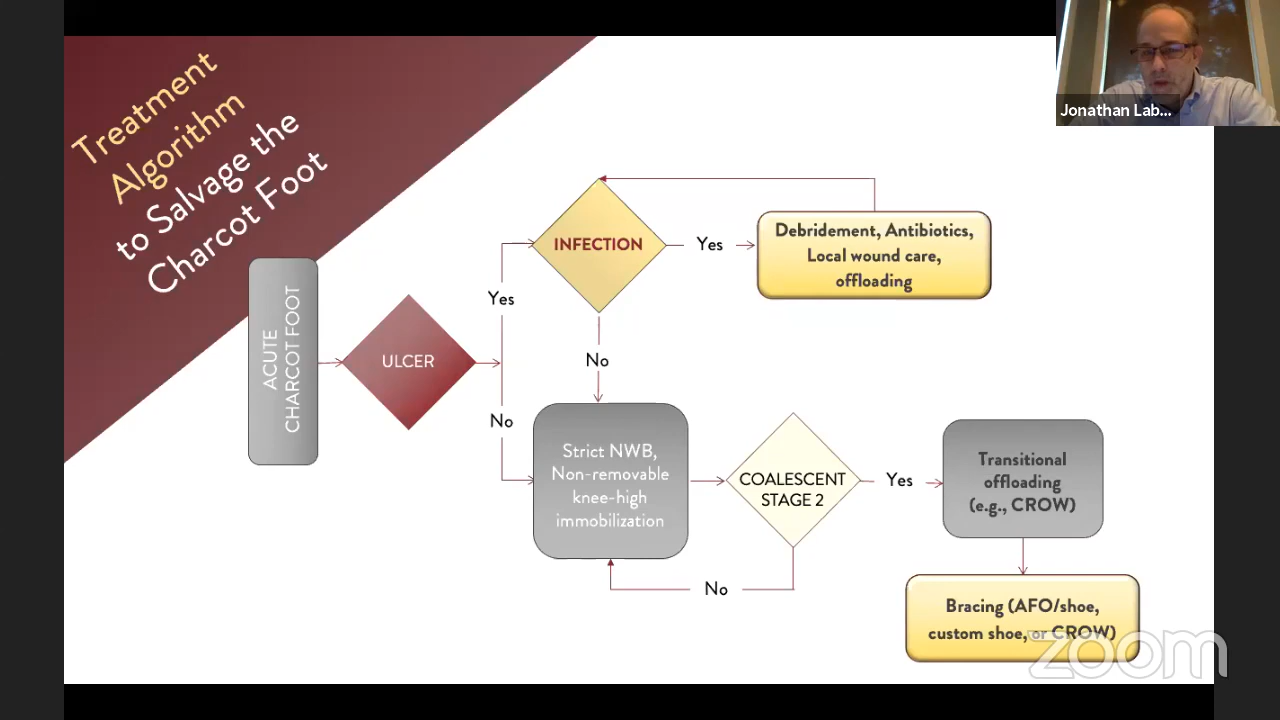 Treatment
Algorithm
to Salvage the
Charcot Foot
Jonathan Lab...
ACUTE
CHARCOT FOOT
ULCER
Yes
No
INFECTION
Yes
Debridement, Antibiotics,
Local wound care,
offloading
No
Strict NWB,
Non-removable
knee-high
immobilization
COALESCENT
STAGE 2
Yes
No
Transitional
offloading
(e.g., CROW)
Bracing (AFO/shoe,
custom shoe, or CROW)
zoom